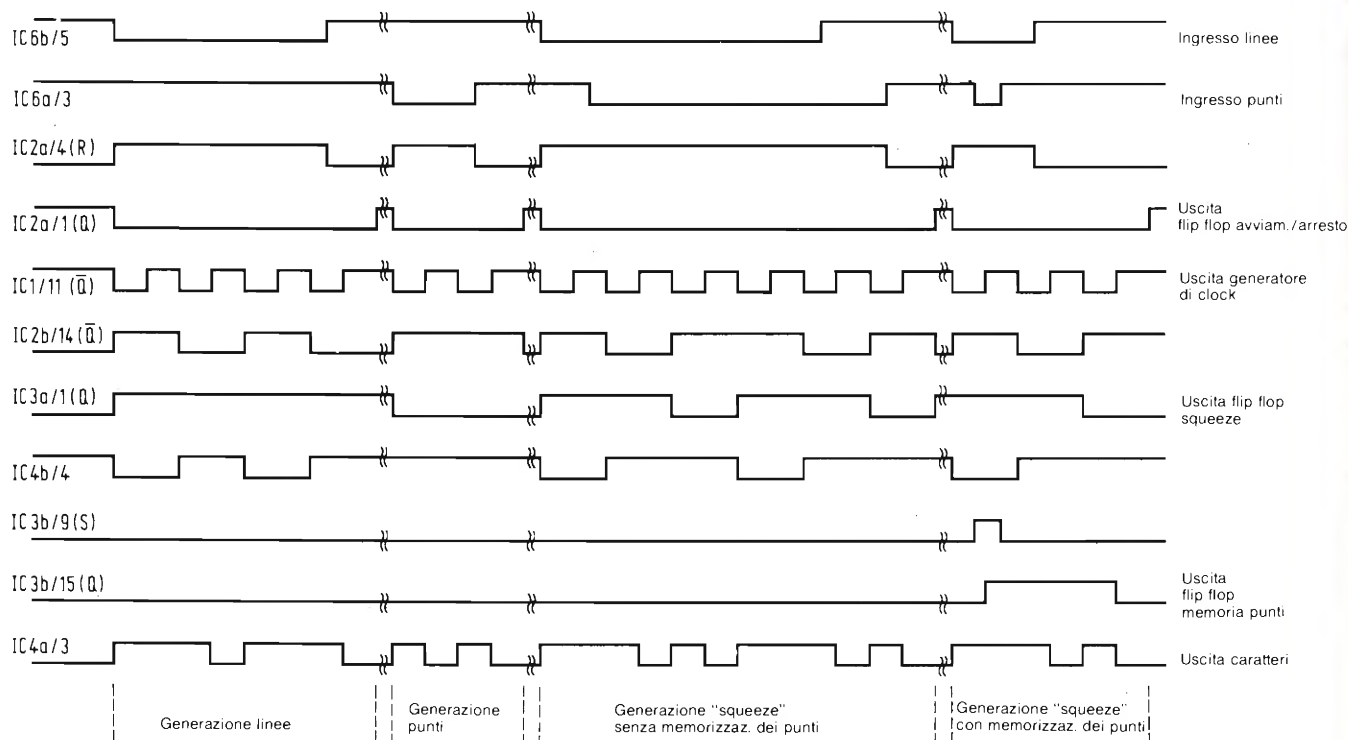 IC6b/5
Ingresso linee
IC6a/3
Ingresso punti
IC2a/4(R)
IC2a/1(Q)
Uscita
flip flop avviam./arresto
IC1/11 (Q̅)
Uscita generatore
di clock
IC2b/14(Q̅)
IC3a/1(Q)
Uscita flip flop
squeeze
IC4b/4
IC3b/9(S)
IC3b/15(Q)
Uscita
flip flop
memoria punti
IC4a/3
Uscita caratteri
Generazione linee
Generazione
punti
Generazione "squeeze"
senza memorizzaz. dei punti
Generazione "squeeze"
con memorizzaz. dei punti